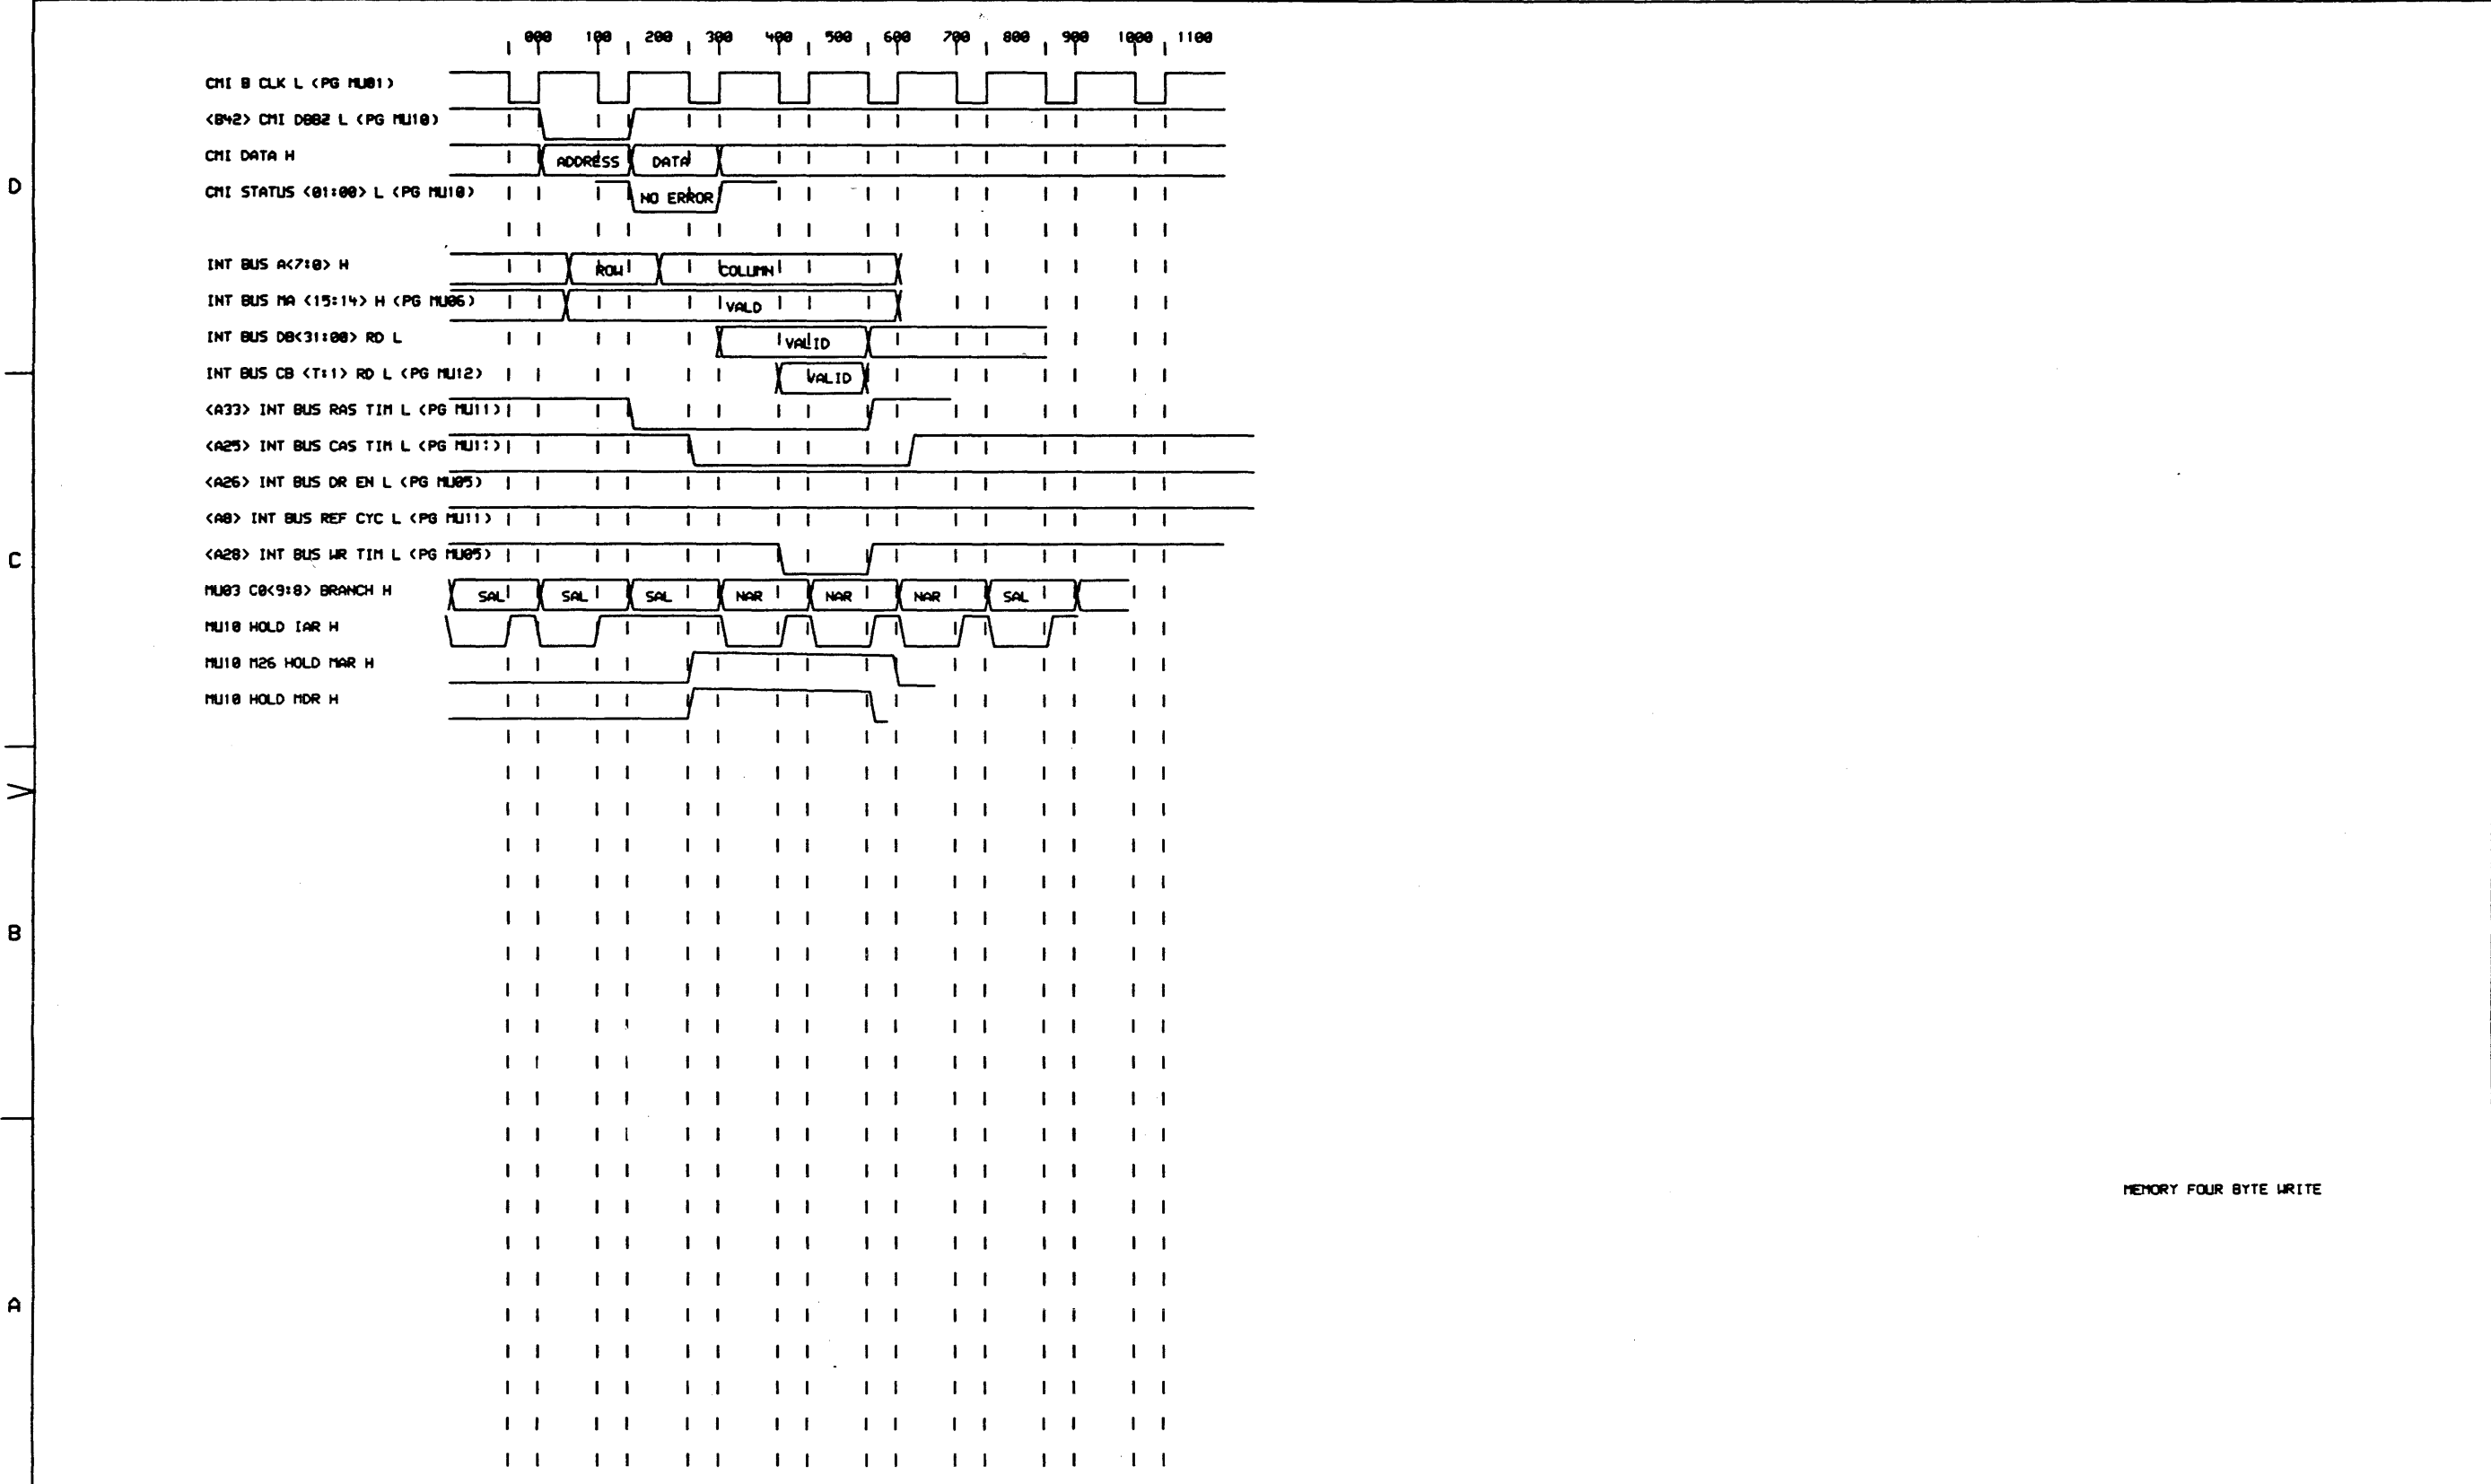 000 100 200 300 400 500 600 700 800 900 1000 1100
CMI B CLK L (PG MU01)
<B42> CMI DBBZ L (PG MU10)
CMI DATA H ADDRESS DATA
D
CMI STATUS <01:00> L (PG MU10) NO ERROR
INT BUS A<7:0> H ROW COLUMN
INT BUS MA <15:14> H (PG MU06) VALD
INT BUS DB<31:00> RD L VALID
INT BUS CB <T:1> RD L (PG MU12) VALID
<A33> INT BUS RAS TIM L (PG MU11)
<A25> INT BUS CAS TIM L (PG MU11)
<A26> INT BUS DR EN L (PG MU05)
<A8> INT BUS REF CYC L (PG MU11)
<A28> INT BUS WR TIM L (PG MU05)
C
MU03 C0<9:8> BRANCH H SAL SAL SAL NAR NAR NAR SAL
MU10 HOLD IAR H
MU10 M26 HOLD MAR H
MU10 HOLD MDR H
B
MEMORY FOUR BYTE WRITE
A